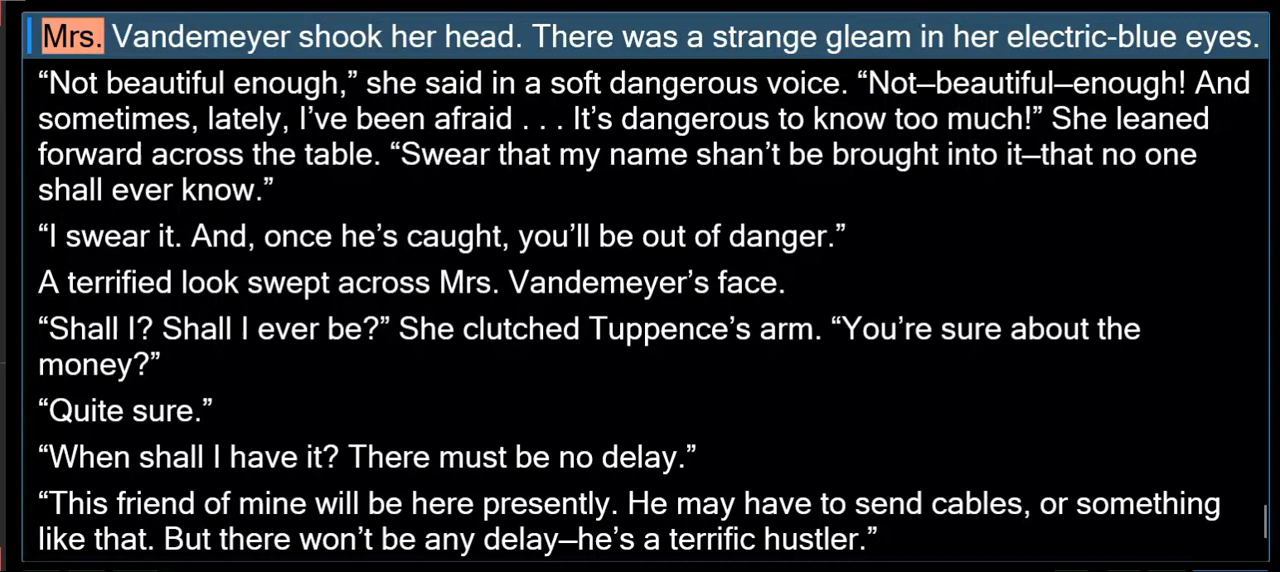 Mrs. Vandemeyer shook her head. There was a strange gleam in her electric-blue eyes.
“Not beautiful enough,” she said in a soft dangerous voice. “Not—beautiful—enough! And
sometimes, lately, I’ve been afraid . . . It’s dangerous to know too much!” She leaned
forward across the table. “Swear that my name shan’t be brought into it—that no one
shall ever know.”
“I swear it. And, once he’s caught, you’ll be out of danger.”
A terrified look swept across Mrs. Vandemeyer’s face.
“Shall I? Shall I ever be?” She clutched Tuppence’s arm. “You’re sure about the
money?”
“Quite sure.”
“When shall I have it? There must be no delay.”
“This friend of mine will be here presently. He may have to send cables, or something
like that. But there won’t be any delay—he’s a terrific hustler.”